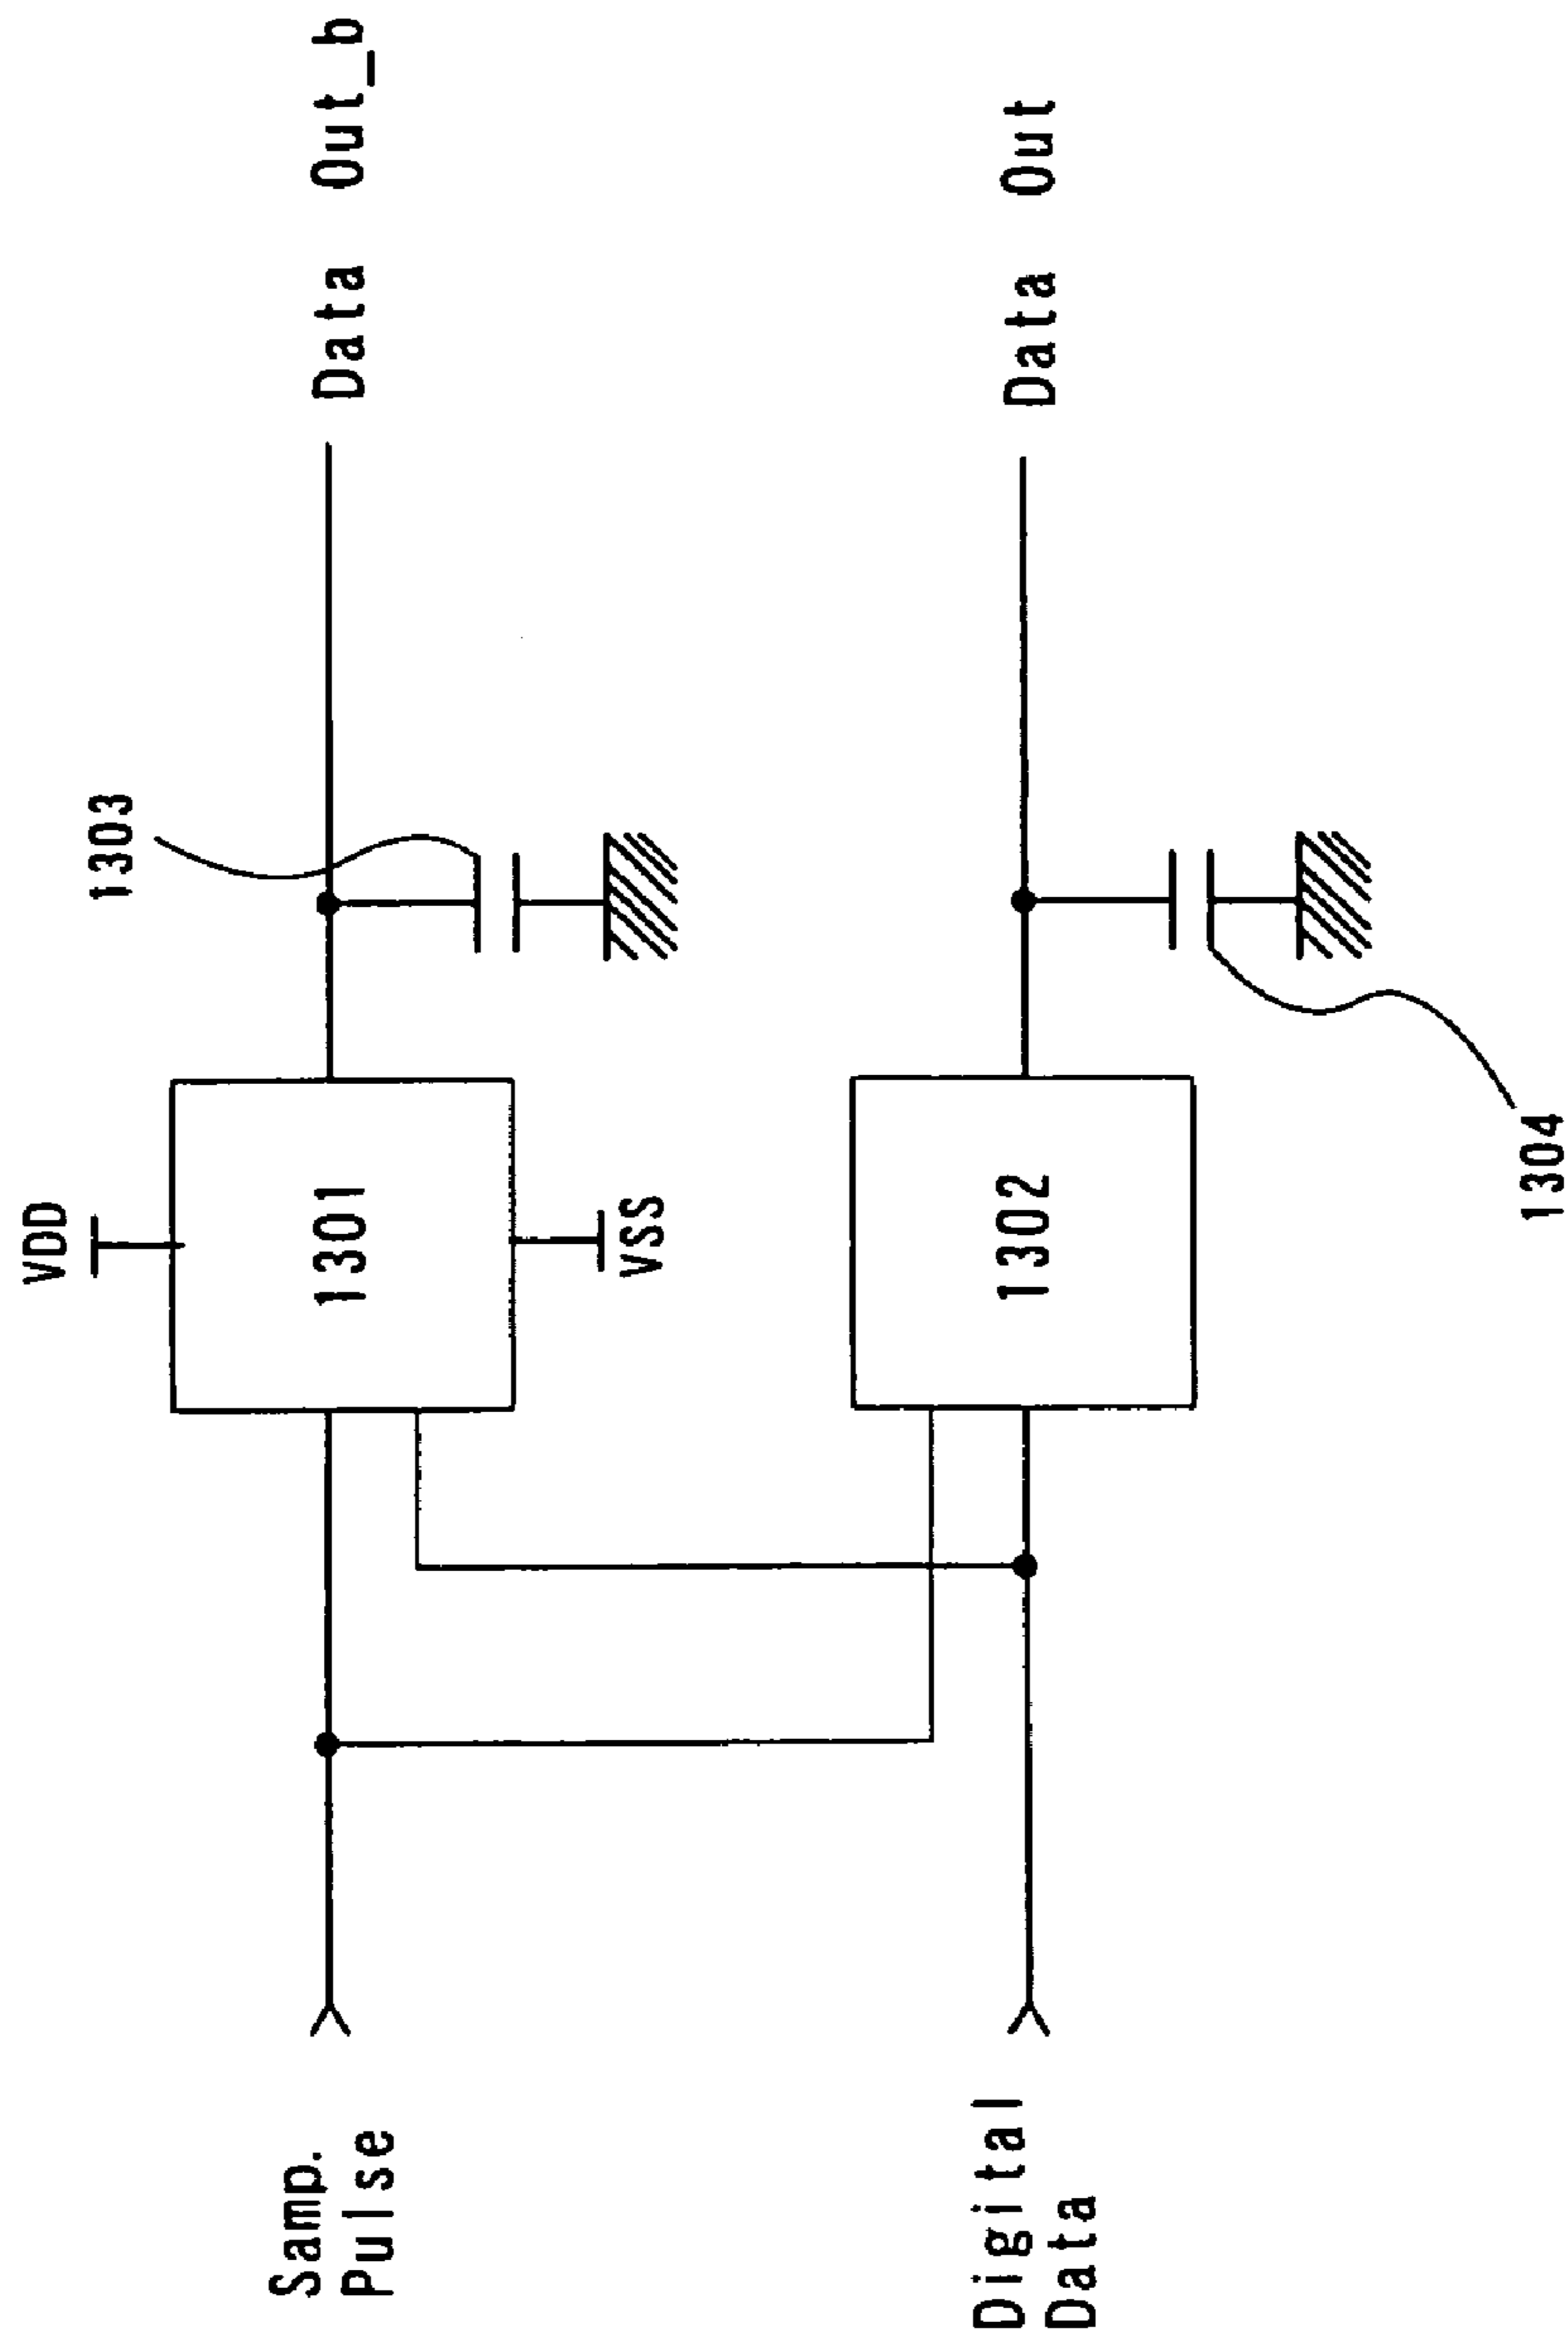 Samp.
Pulse
Digital
Data
VDD
1301
VSS
1302
1303
1304
Data Out_b
Data Out